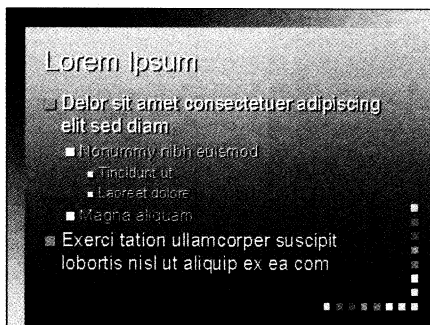 Lorem Ipsum
Delor sit amet consectetuer adipiscing
elit sed diam
Nonummy nibh euismod
Tincidunt ut
Laoreet dolore
Magna aliquam
Exerci tation ullamcorper suscipit
lobortis nisl ut aliquip ex ea com